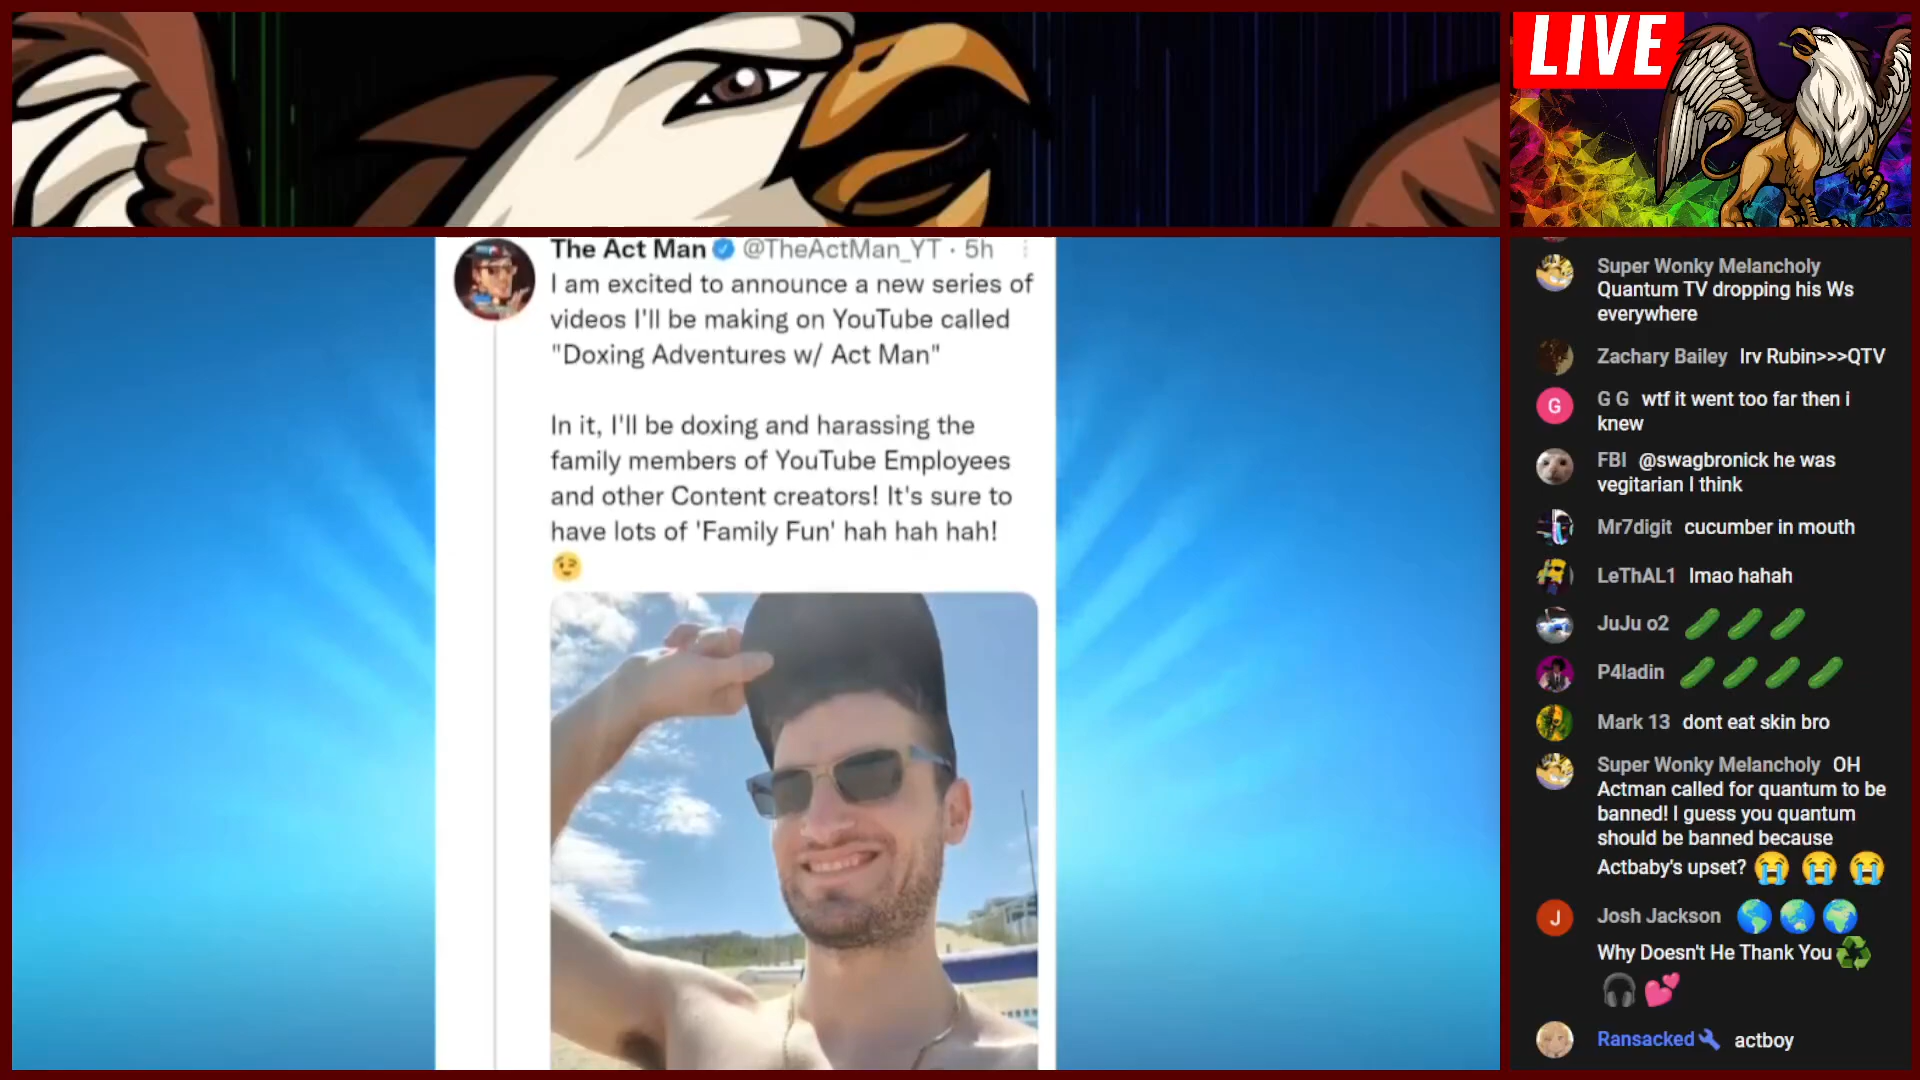 LIVE
The Act Man @TheActMan_YT · 5h
I am excited to announce a new series of
videos I'll be making on YouTube called
"Doxing Adventures w/ Act Man"
In it, I'll be doxing and harassing the
family members of YouTube Employees
and other Content creators! It's sure to
have lots of 'Family Fun' hah hah hah!
😉
Super Wonky Melancholy
Quantum TV dropping his Ws
everywhere
Zachary Bailey Irv Rubin>>>QTV
G
G G wtf it went too far then i
knew
FBI @swagbronick he was
vegitarian I think
Mr7digit cucumber in mouth
LeThAL1 lmao hahah
JuJu o2 🥒🥒🥒
P4ladin 🥒🥒🥒🥒
Mark 13 dont eat skin bro
Super Wonky Melancholy OH
Actman called for quantum to be
banned! I guess you quantum
should be banned because
Actbaby's upset? 😭😭😭
J
Josh Jackson 🌎🌏🌍
Why Doesn't He Thank You ♻️
🎧💕
Ransacked🔧 actboy